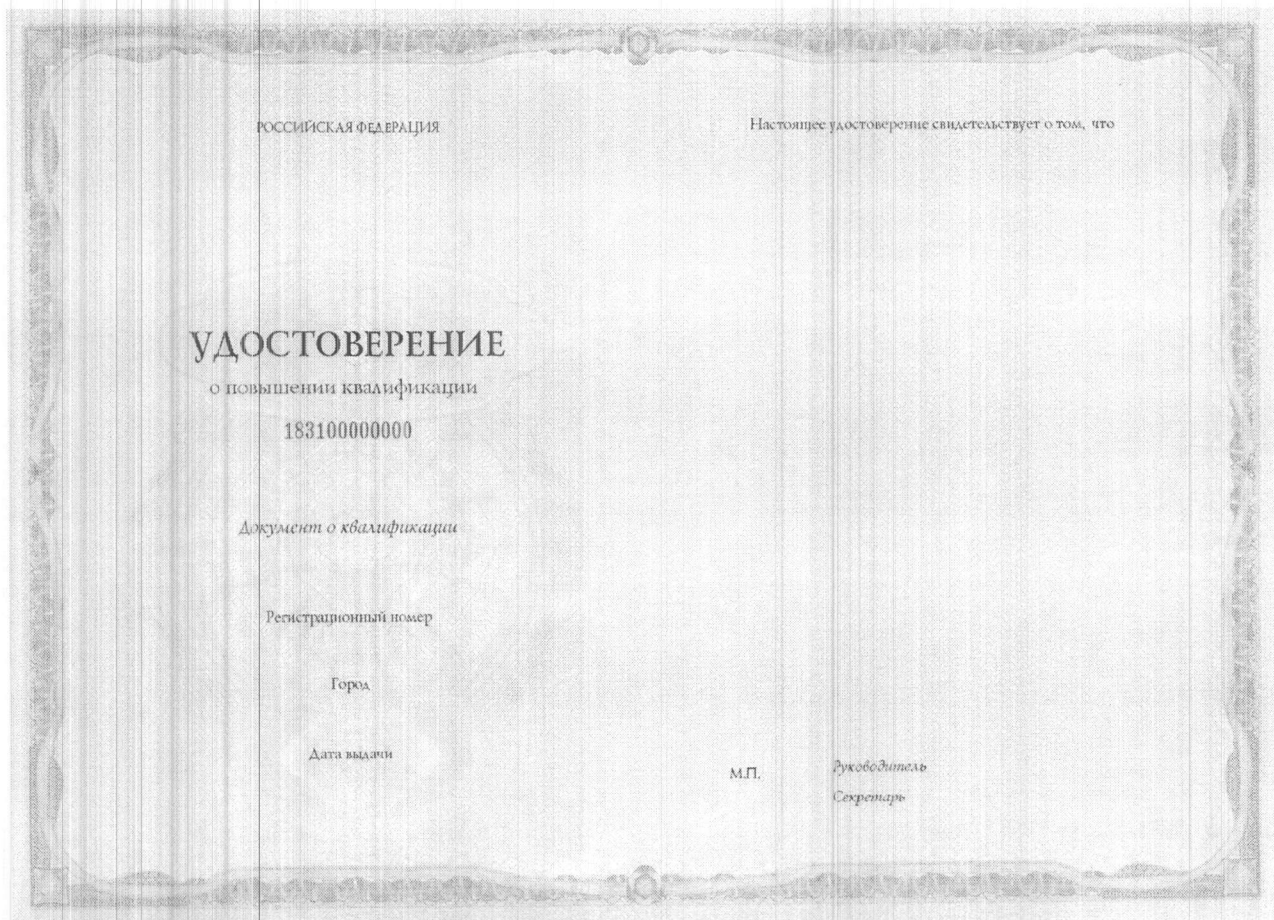 РОССИЙСКАЯ ФЕДЕРАЦИЯ
УДОСТОВЕРЕНИЕ
о повышении квалификации
183100000000
Документ о квалификации
Регистрационный номер
Город
Дата выдачи
Настоящее удостоверение свидетельствует о том, что
М.П.
Руководитель
Секретарь